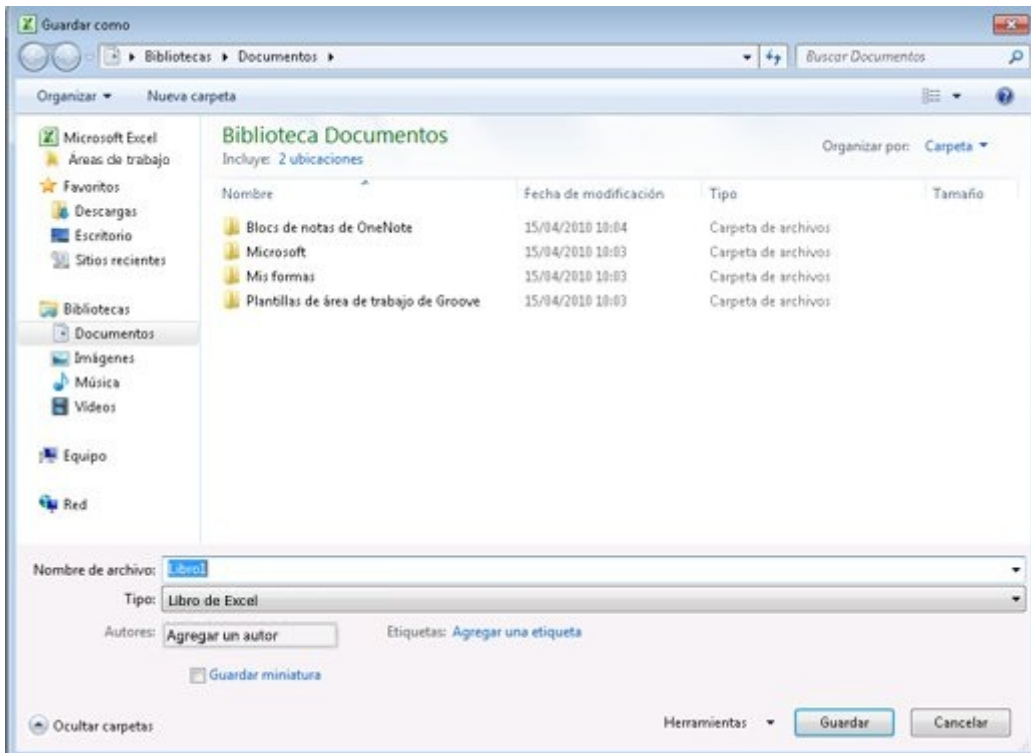 Guardar como
Bibliotecas Documentos
Buscar Documentos
Organizar Nueva carpeta
Microsoft Excel
Áreas de trabajo
Favoritos
Descargas
Escritorio
Sitios recientes
Bibliotecas
Documentos
Imágenes
Música
Vídeos
Equipo
Red
Biblioteca Documentos
Incluye: 2 ubicaciones
Organizar por: Carpeta
Nombre Fecha de modificación Tipo Tamaño
Blocs de notas de OneNote 15/04/2010 10:04 Carpeta de archivos
Microsoft 15/04/2010 10:03 Carpeta de archivos
Mis formas 15/04/2010 10:03 Carpeta de archivos
Plantillas de área de trabajo de Groove 15/04/2010 10:03 Carpeta de archivos
Nombre de archivo: Libro1
Tipo: Libro de Excel
Autores: Agregar un autor Etiquetas: Agregar una etiqueta
Guardar miniatura
Ocultar carpetas Herramientas Guardar Cancelar